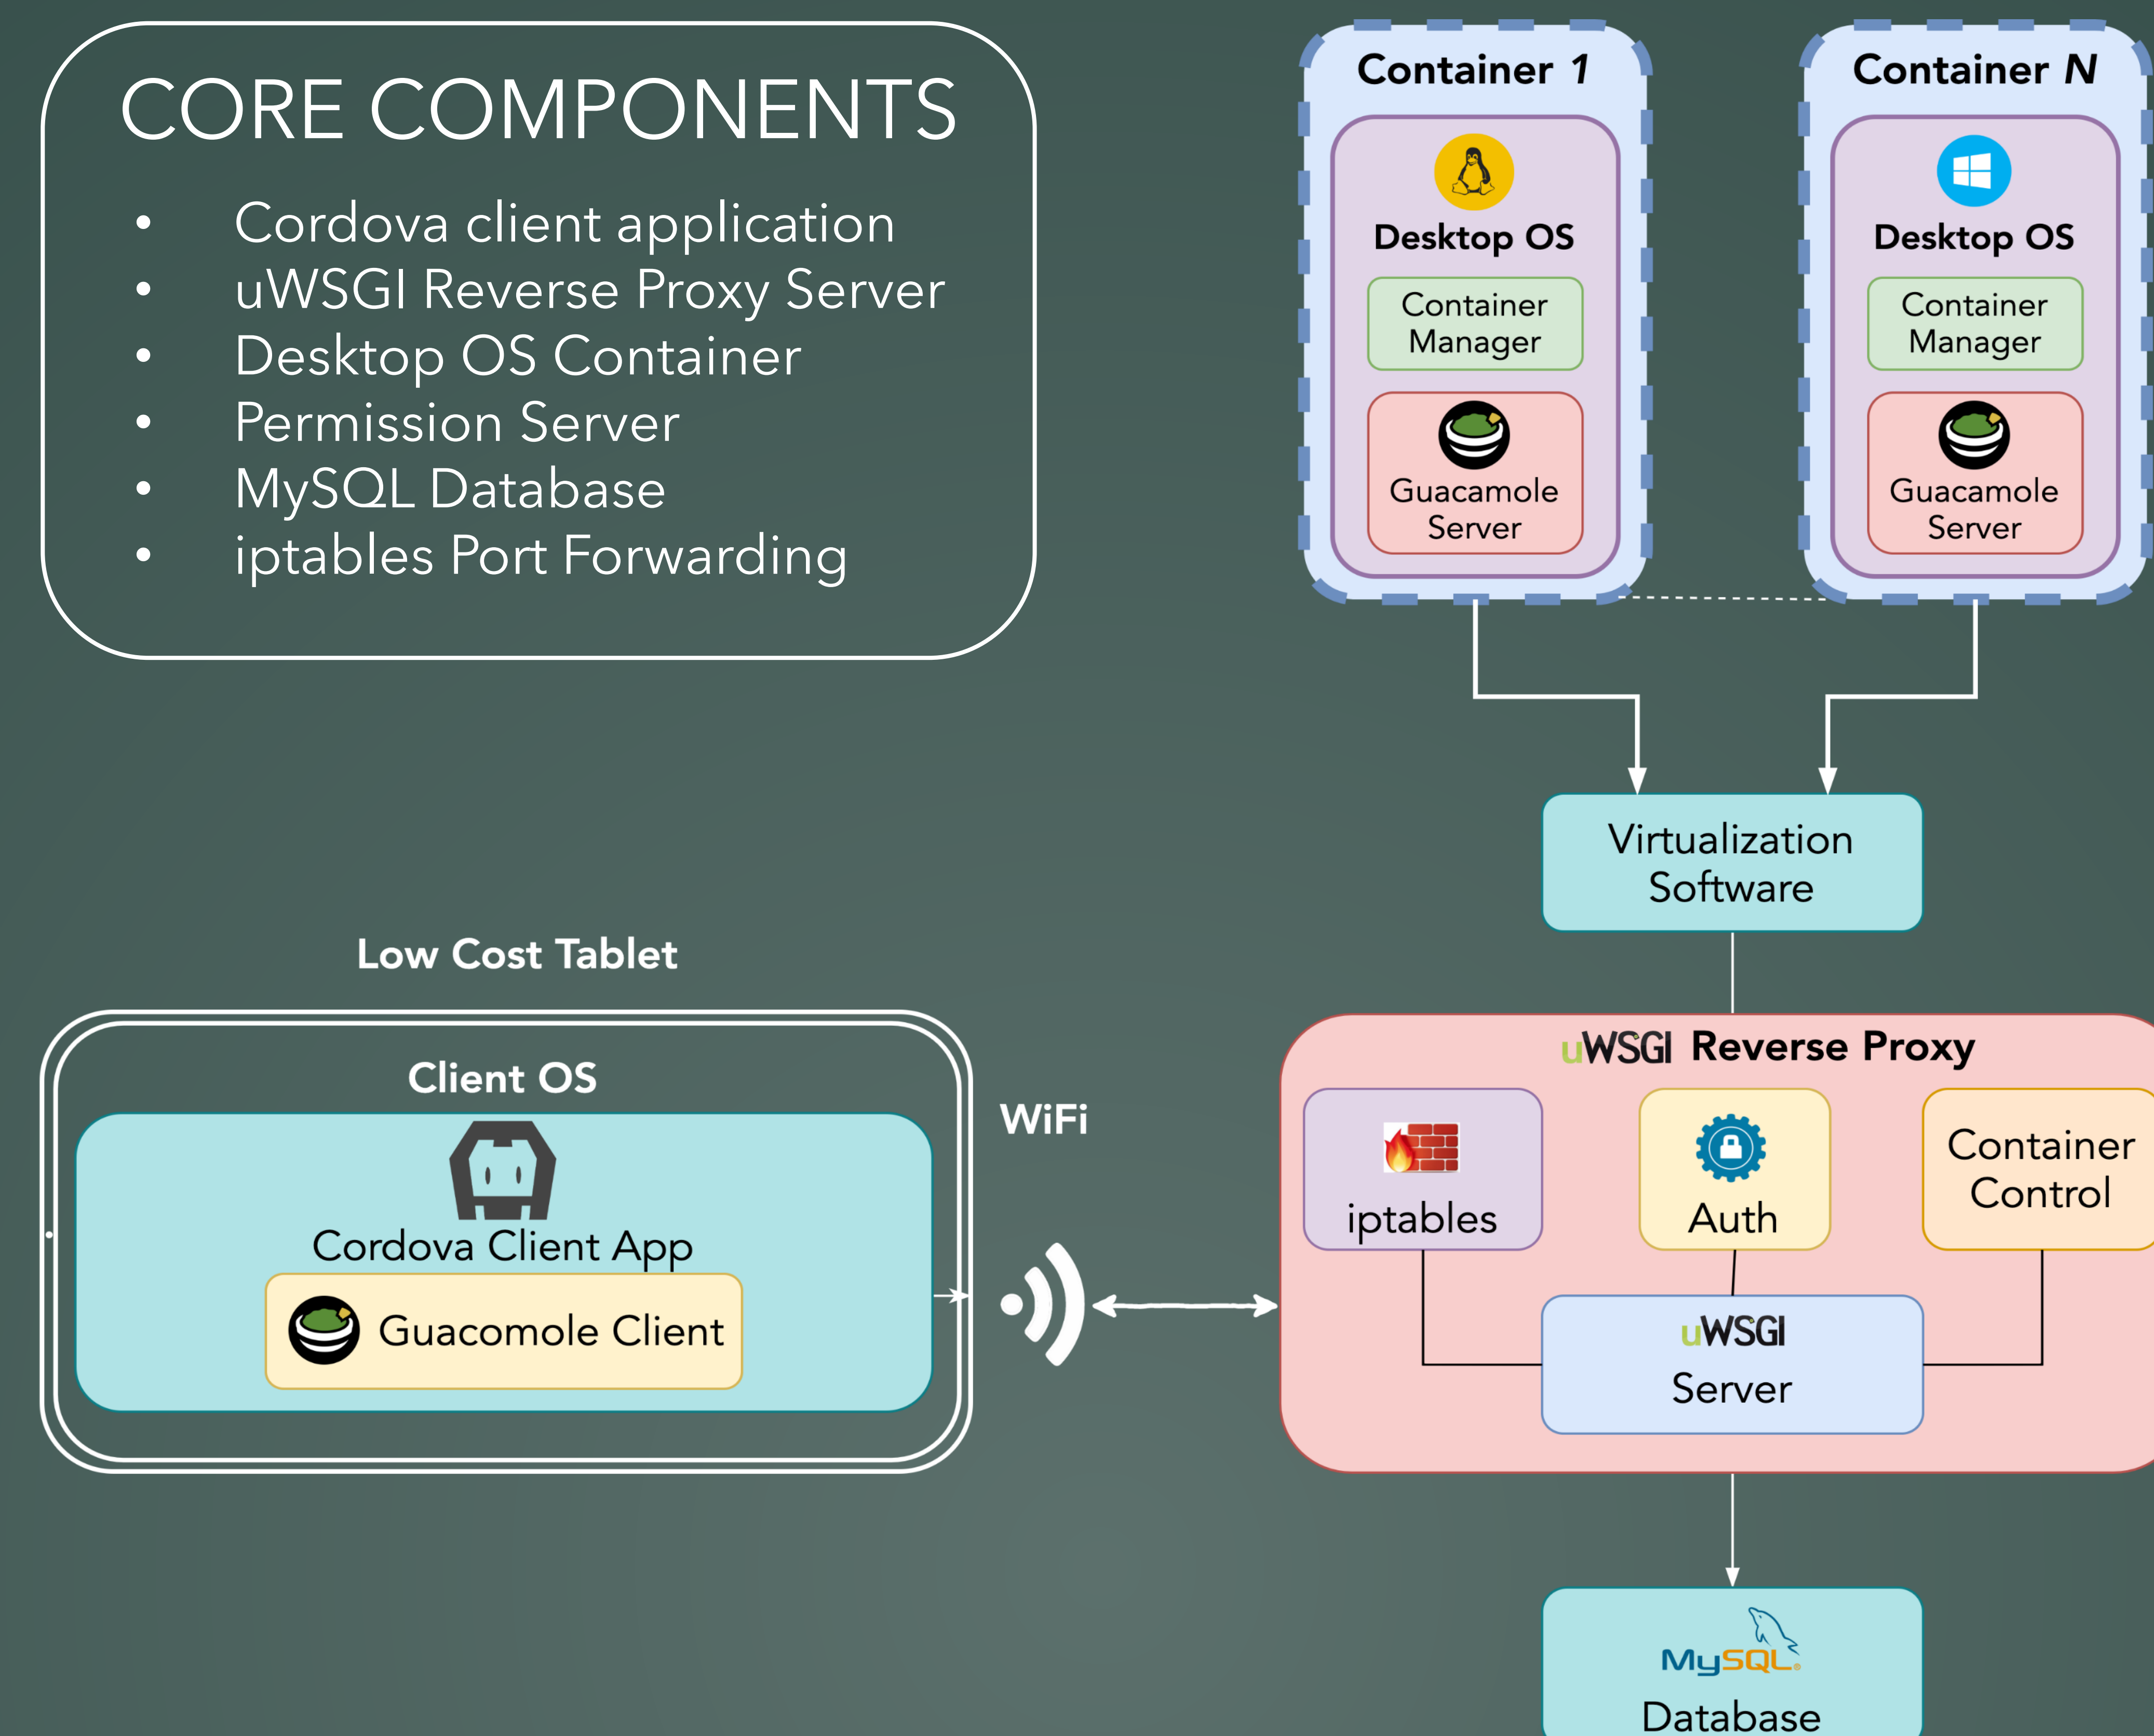 CORE COMPONENTS
• Cordova client application
• uWSGI Reverse Proxy Server
• Desktop OS Container
• Permission Server
• MySQL Database
• iptables Port Forwarding
Container 1
Desktop OS
Container
Manager
Guacamole
Server
Container N
Desktop OS
Container
Manager
Guacamole
Server
Virtualization
Software
Low Cost Tablet
Client OS
Cordova Client App
Guacomole Client
WiFi
uWSGI Reverse Proxy
iptables
Auth
Container
Control
uWSGI
Server
MySQL
Database